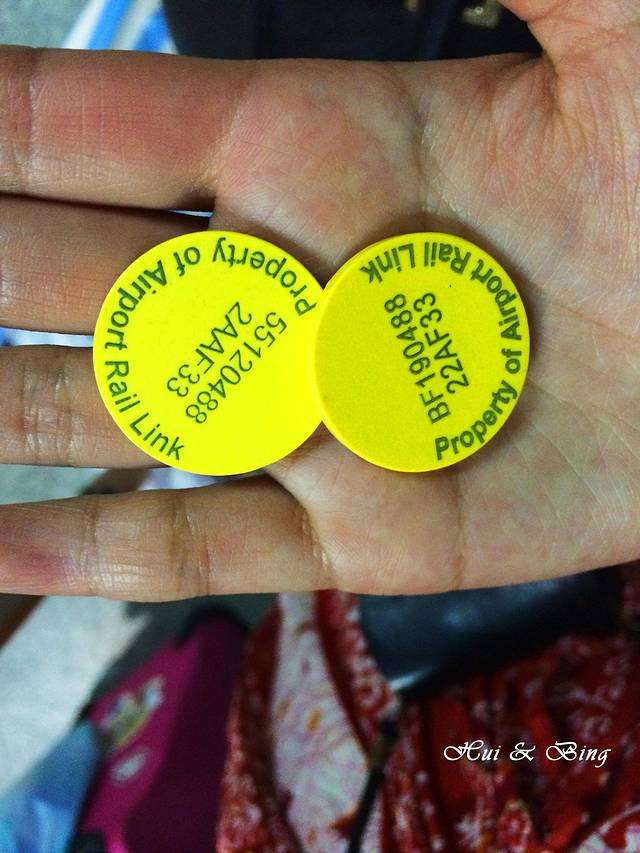 Property of Airport Rail Link
55120488
2AAF33
Property of Airport Rail Link
BF190488
22AF33
Hui & Bing